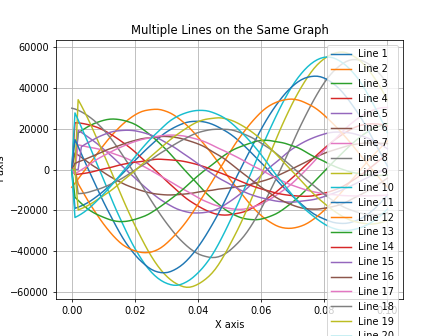 Multiple Lines on the Same Graph
60000
40000
20000
0
−20000
−40000
−60000
0.00
0.02
0.04
0.06
X axis
Line 1
Line 2
Line 3
Line 4
Line 5
Line 6
Line 7
Line 8
Line 9
Line 10
Line 11
Line 12
Line 13
Line 14
Line 15
Line 16
Line 17
Line 18
Line 19
Line 20